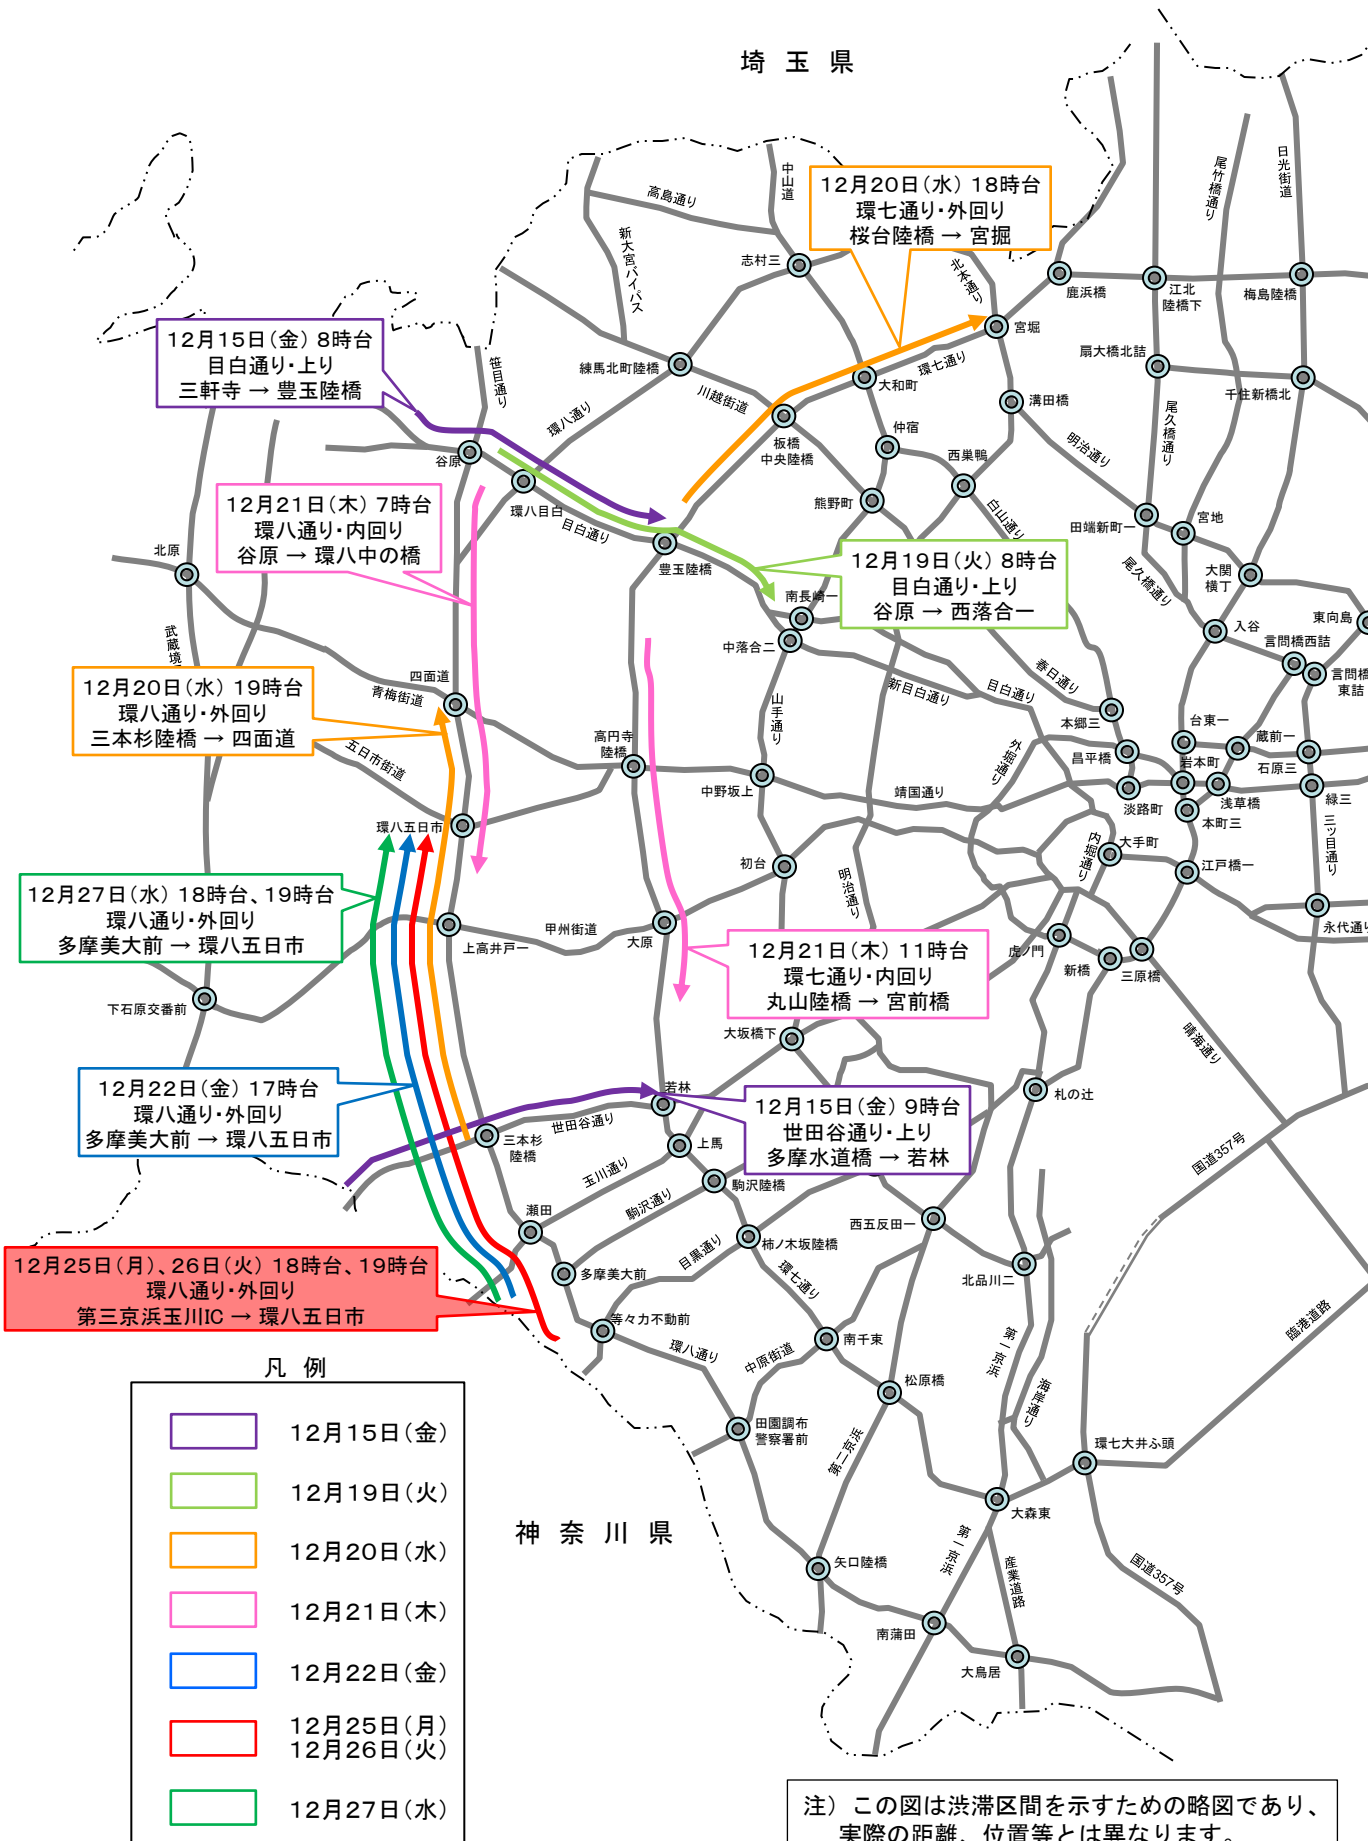 埼 玉 県
日光街道
尾竹橋通り
中山道
12月20日(水) 18時台
環七通り・外回り
桜台陸橋 → 宮掘
高島通り
新大宮バイパス
志村三
北本通り
鹿浜橋
江北
陸橋下
梅島陸橋
12月15日(金) 8時台
目白通り・上り
三軒寺 → 豊玉陸橋
笹目通り
宮堀
練馬北町陸橋
環七通り
扇大橋北詰
大和町
千住新橋北
川越街道
環八通り
溝田橋
尾久橋通り
仲宿
板橋
中央陸橋
明治通り
谷原
西巣鴨
12月21日(木) 7時台
環八通り・内回り
谷原 → 環八中の橋
熊野町
環八目白
目白通り
白山通り
田端新町一
宮地
北原
豊玉陸橋
12月19日(火) 8時台
目白通り・上り
谷原 → 西落合一
尾久橋通り
大関
横丁
南長崎一
東向島
入谷
武蔵境
中落合二
言問橋西詰
四面道
12月20日(水) 19時台
環八通り・外回り
三本杉陸橋 → 四面道
青梅街道
新目白通り
目白通り
春日通り
言問橋
東詰
山手通り
本郷三
台東一
高円寺
陸橋
五日市街道
外堀通り
昌平橋
蔵前一
岩本町
石原三
中野坂上
靖国通り
淡路町
浅草橋
緑三
環八五日市
本町三
三ツ目通り
内堀通り
大手町
初台
明治通り
江戸橋一
12月27日(水) 18時台、19時台
環八通り・外回り
多摩美大前 → 環八五日市
甲州街道
上高井戸一
大原
永代通り
12月21日(木) 11時台
環七通り・内回り
丸山陸橋 → 宮前橋
虎ノ門
新橋
三原橋
下石原交番前
大坂橋下
晴海通り
12月22日(金) 17時台
環八通り・外回り
多摩美大前 → 環八五日市
若林
札の辻
12月15日(金) 9時台
世田谷通り・上り
多摩水道橋 → 若林
世田谷通り
三本杉
陸橋
上馬
国道357号
玉川通り
駒沢陸橋
駒沢通り
瀬田
西五反田一
柿ノ木坂陸橋
目黒通り
12月25日(月)、26日(火) 18時台、19時台
環八通り・外回り
第三京浜玉川IC → 環八五日市
多摩美大前
北品川二
環七通り
臨港道路
等々力不動前
南千束
第一京浜
環八通り
中原街道
凡 例
松原橋
海岸通り
12月15日(金)
田園調布
警察署前
第二京浜
環七大井ふ頭
12月19日(火)
大森東
神 奈 川 県
第一京浜
12月20日(水)
矢口陸橋
産業道路
国道357号
12月21日(木)
南蒲田
12月22日(金)
大鳥居
12月25日(月)
12月26日(火)
12月27日(水)
注) この図は渋滞区間を示すための略図であり、
実際の距離、位置等とは異なります。